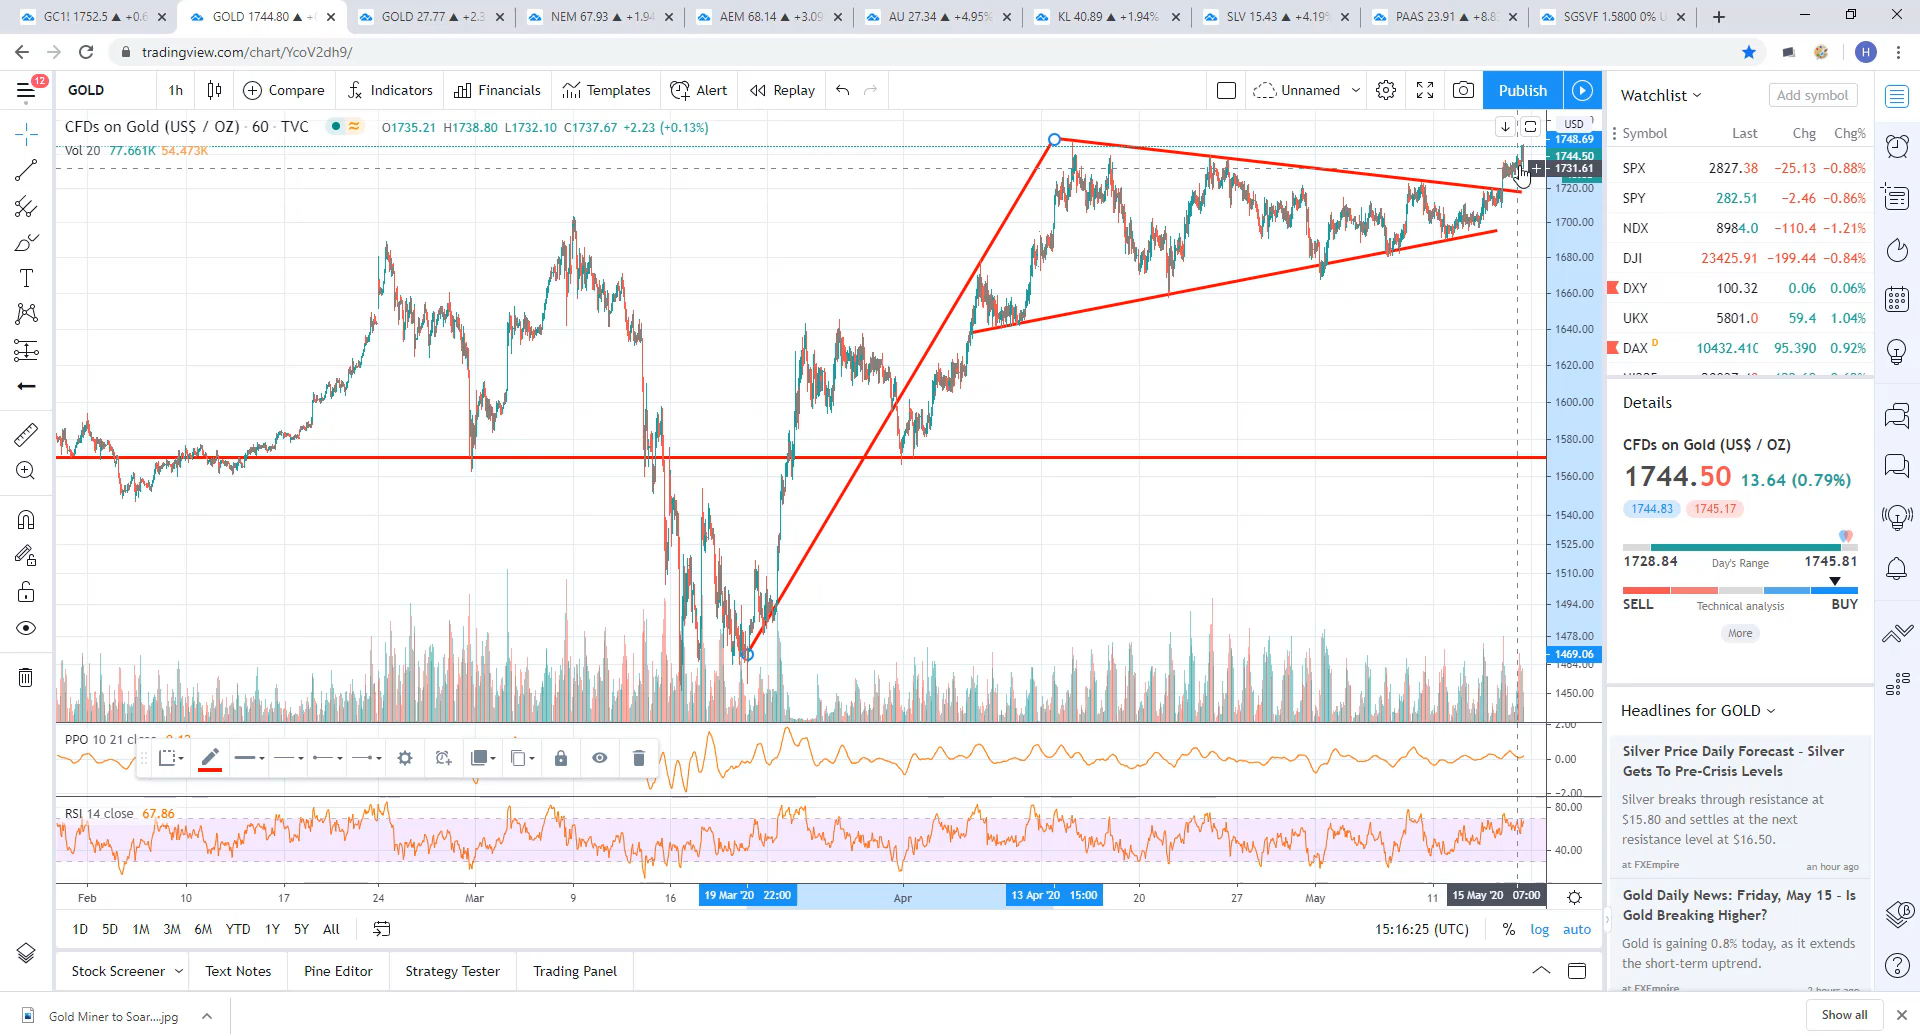 GC1! 1752.5 ▲ +0.6
GOLD 1744.80 ▲ +
GOLD 27.77 ▲ +2.3
NEM 67.93 ▲ +1.94
AEM 68.14 ▲ +3.09
AU 27.34 ▲ +4.95%
KL 40.89 ▲ +1.94%
SLV 15.43 ▲ +4.19%
PAAS 23.91 ▲ +8.8
SGSVF 1.5800 0% U
tradingview.com/chart/YcoV2dh9/
H
12
GOLD
1h
Compare
Indicators
Financials
Templates
Alert
Replay
Unnamed
Publish
CFDs on Gold (US$ / OZ) · 60 · TVC
O1735.21 H1738.80 L1732.10 C1737.67 +2.23 (+0.13%)
Vol 20 77.661K 54.473K
USD
1748.69
1744.50
1731.61
1720.00
1700.00
1680.00
1660.00
1640.00
1620.00
1600.00
1580.00
1560.00
1540.00
1525.00
1510.00
1494.00
1478.00
1469.06
1464.00
1450.00
PPO 10 21
2.00
0.00
−2.00
RSI 14 close 67.86
80.00
40.00
Feb
10
17
24
Mar
9
16
19 Mar '20 22:00
Apr
13 Apr '20 15:00
20
27
May
11
15 May '20 07:00
1D 5D 1M 3M 6M YTD 1Y 5Y All
15:16:25 (UTC)
% log auto
Stock Screener
Text Notes
Pine Editor
Strategy Tester
Trading Panel
Watchlist
Add symbol
Symbol Last Chg Chg%
SPX 2827.38 −25.13 −0.88%
SPY 282.51 −2.46 −0.86%
NDX 8984.0 −110.4 −1.21%
DJI 23425.91 −199.44 −0.84%
DXY 100.32 0.06 0.06%
UKX 5801.0 59.4 1.04%
DAX D 10432.410 95.390 0.92%
Details
CFDs on Gold (US$ / OZ)
1744.50 13.64 (0.79%)
1744.83 1745.17
1728.84 Day's Range 1745.81
SELL Technical analysis BUY
More
Headlines for GOLD
Silver Price Daily Forecast - Silver
Gets To Pre-Crisis Levels
Silver breaks through resistance at
$15.80 and settles at the next
resistance level at $16.50.
at FXEmpire an hour ago
Gold Daily News: Friday, May 15 - Is
Gold Breaking Higher?
Gold is gaining 0.8% today, as it extends
the short-term uptrend.
at FXEmpire 2 hours ago
Gold Miner to Soar....jpg
Show all